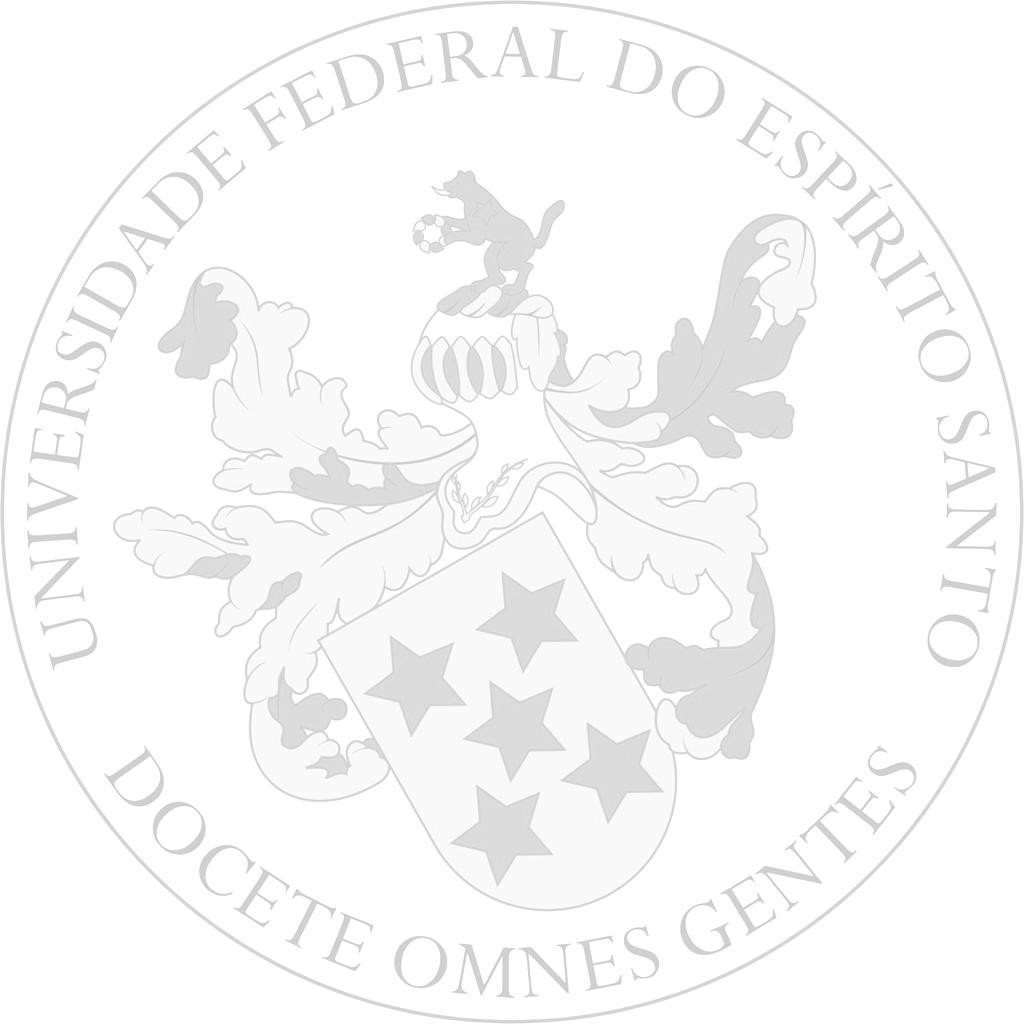 UNIVERSIDADE FEDERAL DO ESPÍRITO SANTO
DOCETE OMNES GENTES